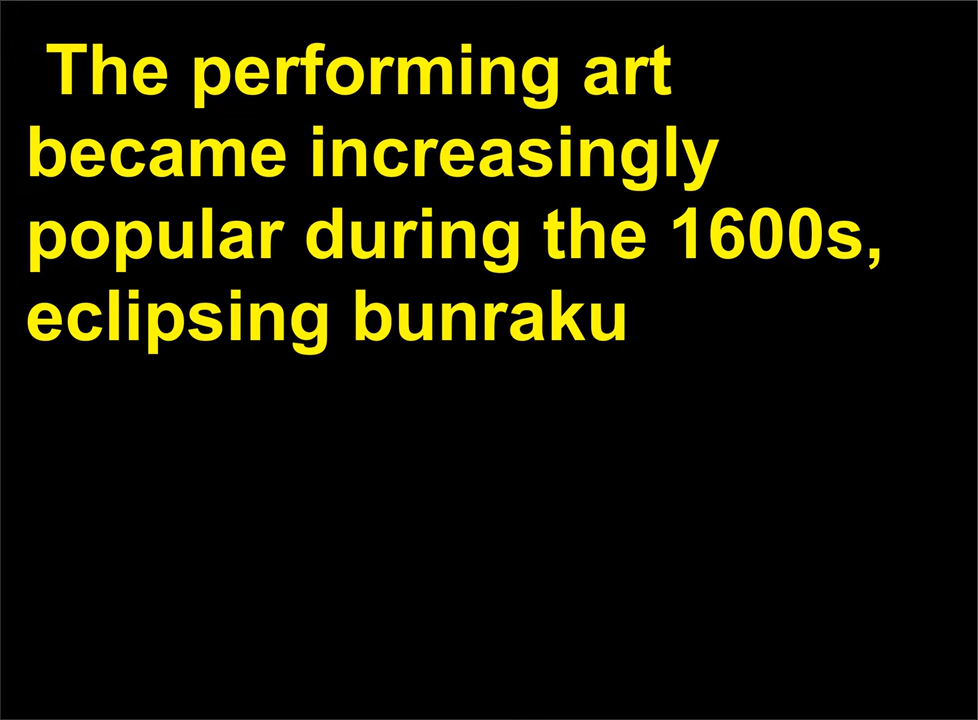 The performing art
became increasingly
popular during the 1600s,
eclipsing bunraku